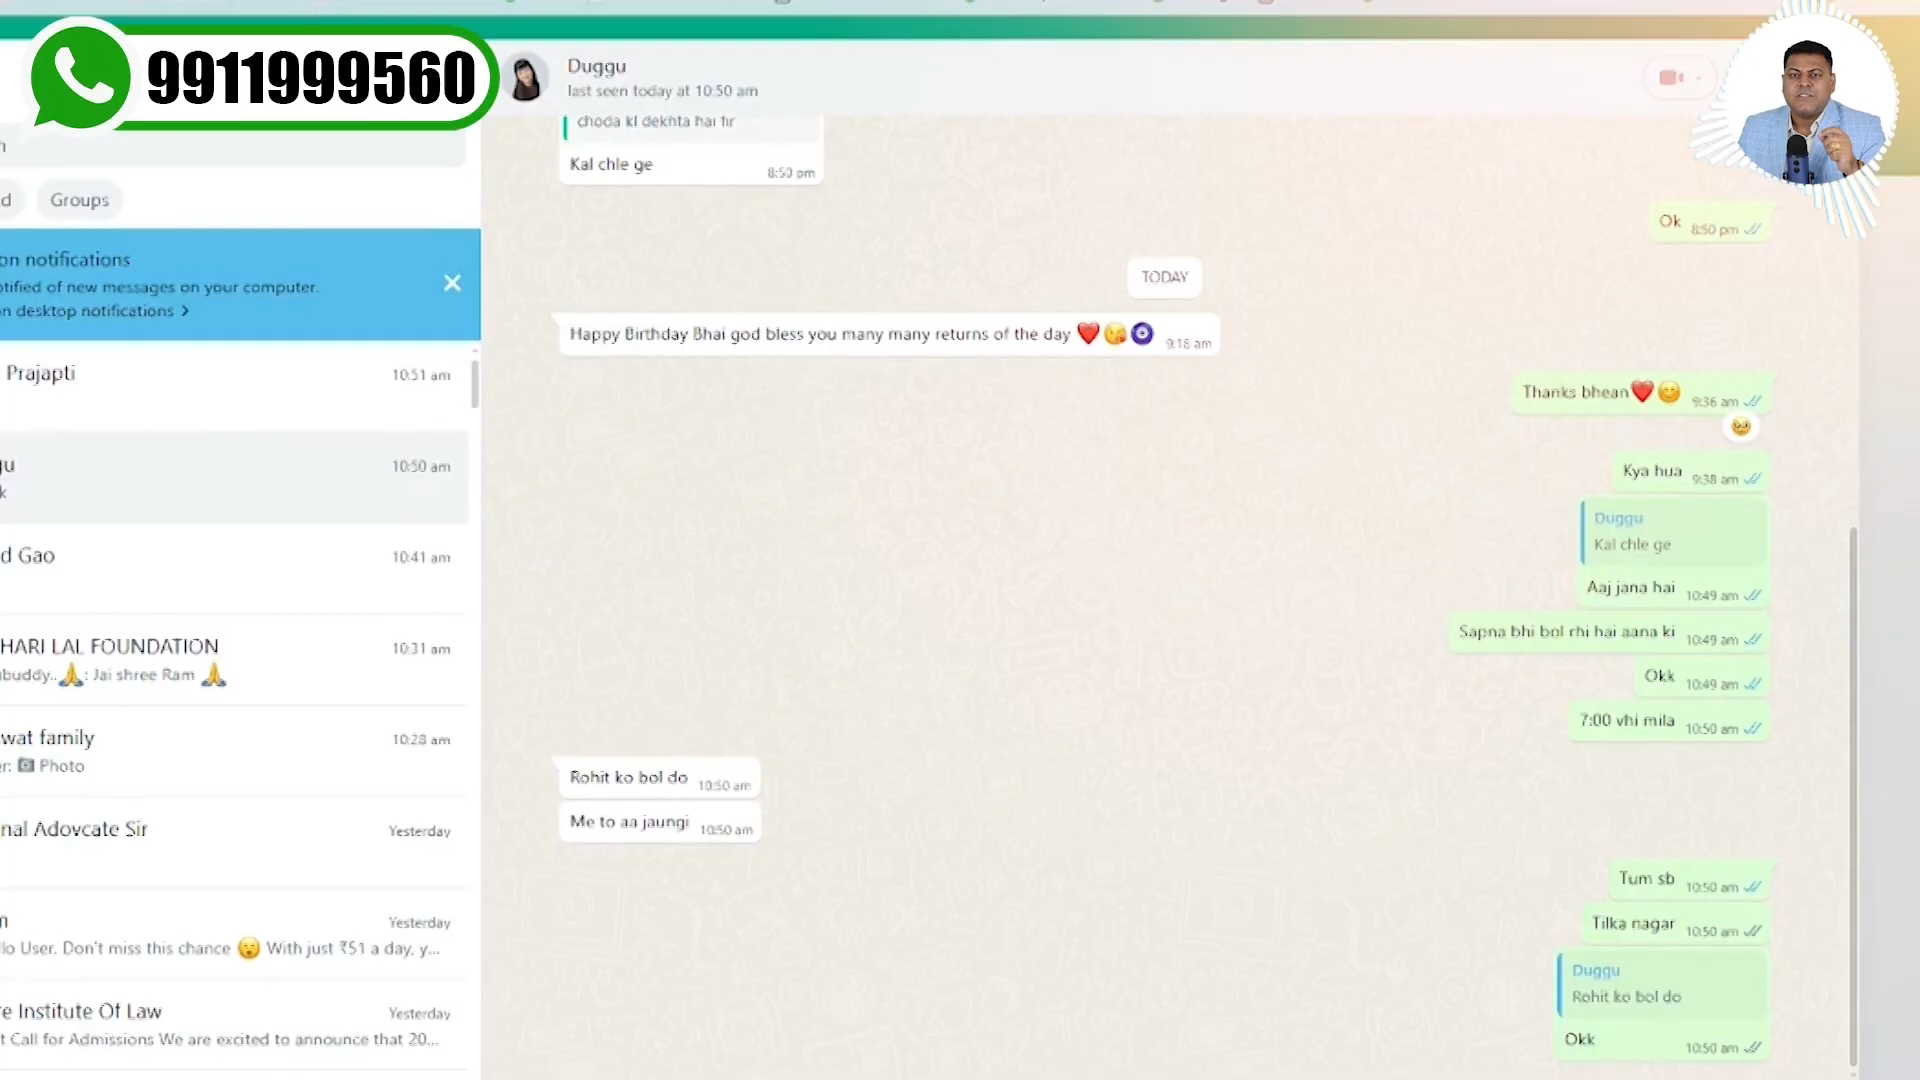 9911999560
Groups
on notifications
notified of new messages on your computer.
on desktop notifications >
Prajapti
10:51 am
10:50 am
d Gao
10:41 am
HARI LAL FOUNDATION
10:31 am
buddy..🙏: Jai shree Ram 🙏
wat family
10:28 am
Photo
nal Adovcate Sir
Yesterday
Yesterday
lo User. Don't miss this chance 😮 With just ₹51 a day, y...
re Institute Of Law
Yesterday
t Call for Admissions We are excited to announce that 20...
Duggu
last seen today at 10:50 am
choda kl dekhta hai fir
Kal chle ge
8:50 pm
Ok 8:50 pm
TODAY
Happy Birthday Bhai god bless you many many returns of the day ❤️😘🧿 9:18 am
Thanks bhean❤️😊 9:36 am
Kya hua 9:38 am
Duggu
Kal chle ge
Aaj jana hai 10:49 am
Sapna bhi bol rhi hai aana ki 10:49 am
Okk 10:49 am
7:00 vhi mila 10:50 am
Rohit ko bol do 10:50 am
Me to aa jaungi 10:50 am
Tum sb 10:50 am
Tilka nagar 10:50 am
Duggu
Rohit ko bol do
Okk 10:50 am